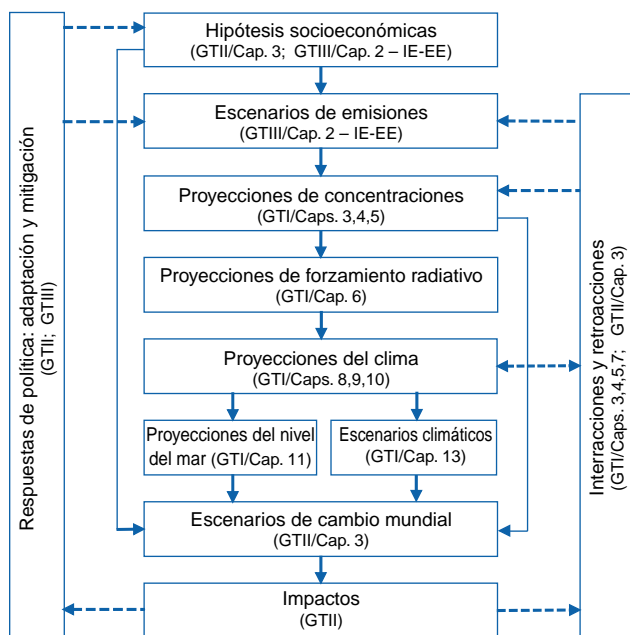 Hipótesis socioeconómicas
(GTII/Cap. 3; GTIII/Cap. 2 – IE-EE)
Escenarios de emisiones
(GTIII/Cap. 2 – IE-EE)
Proyecciones de concentraciones
(GTI/Caps. 3,4,5)
Proyecciones de forzamiento radiativo
(GTI/Cap. 6)
Proyecciones del clima
(GTI/Caps. 8,9,10)
Proyecciones del nivel
del mar (GTI/Cap. 11)
Escenarios climáticos
(GTI/Cap. 13)
Escenarios de cambio mundial
(GTII/Cap. 3)
Impactos
(GTII)
Respuestas de política: adaptación y mitigación
(GTII; GTIII)
Interracciones y retroacciones
(GTI/Caps. 3,4,5,7; GTII/Cap. 3)